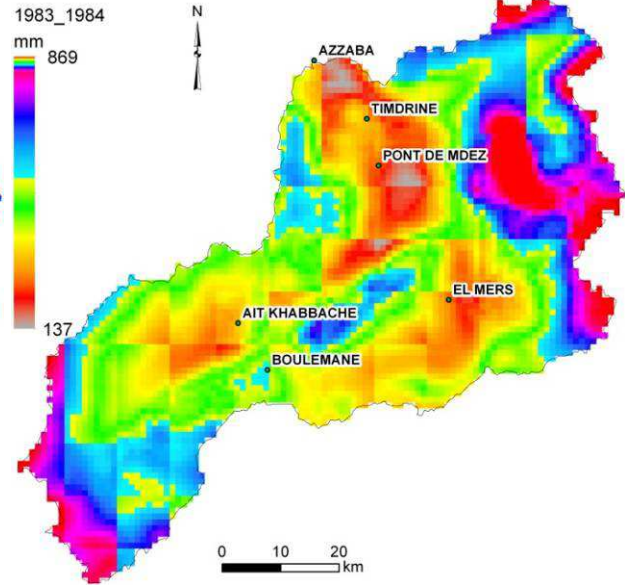 1983_1984
mm
869
137
N
AZZABA
TIMDRINE
PONT DE MDEZ
EL MERS
AIT KHABBACHE
BOULEMANE
0 10 20
km